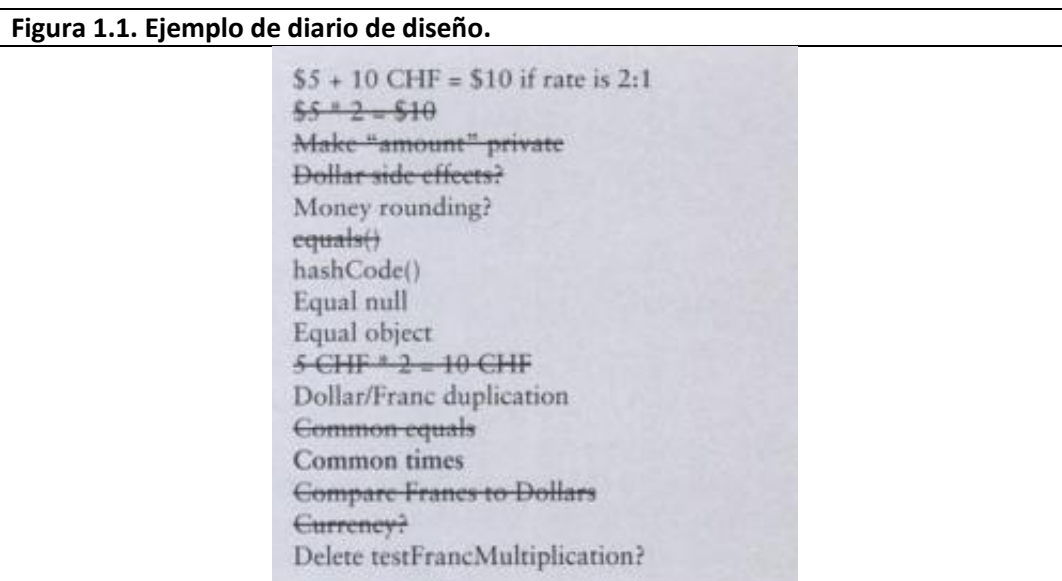 Figura 1.1. Ejemplo de diario de diseño.
$5 + 10 CHF = $10 if rate is 2:1
$5 * 2 = $10
Make “amount” private
Dollar side effects?
Money rounding?
equals()
hashCode()
Equal null
Equal object
5 CHF * 2 = 10 CHF
Dollar/Franc duplication
Common equals
Common times
Compare Francs to Dollars
Currency?
Delete testFrancMultiplication?